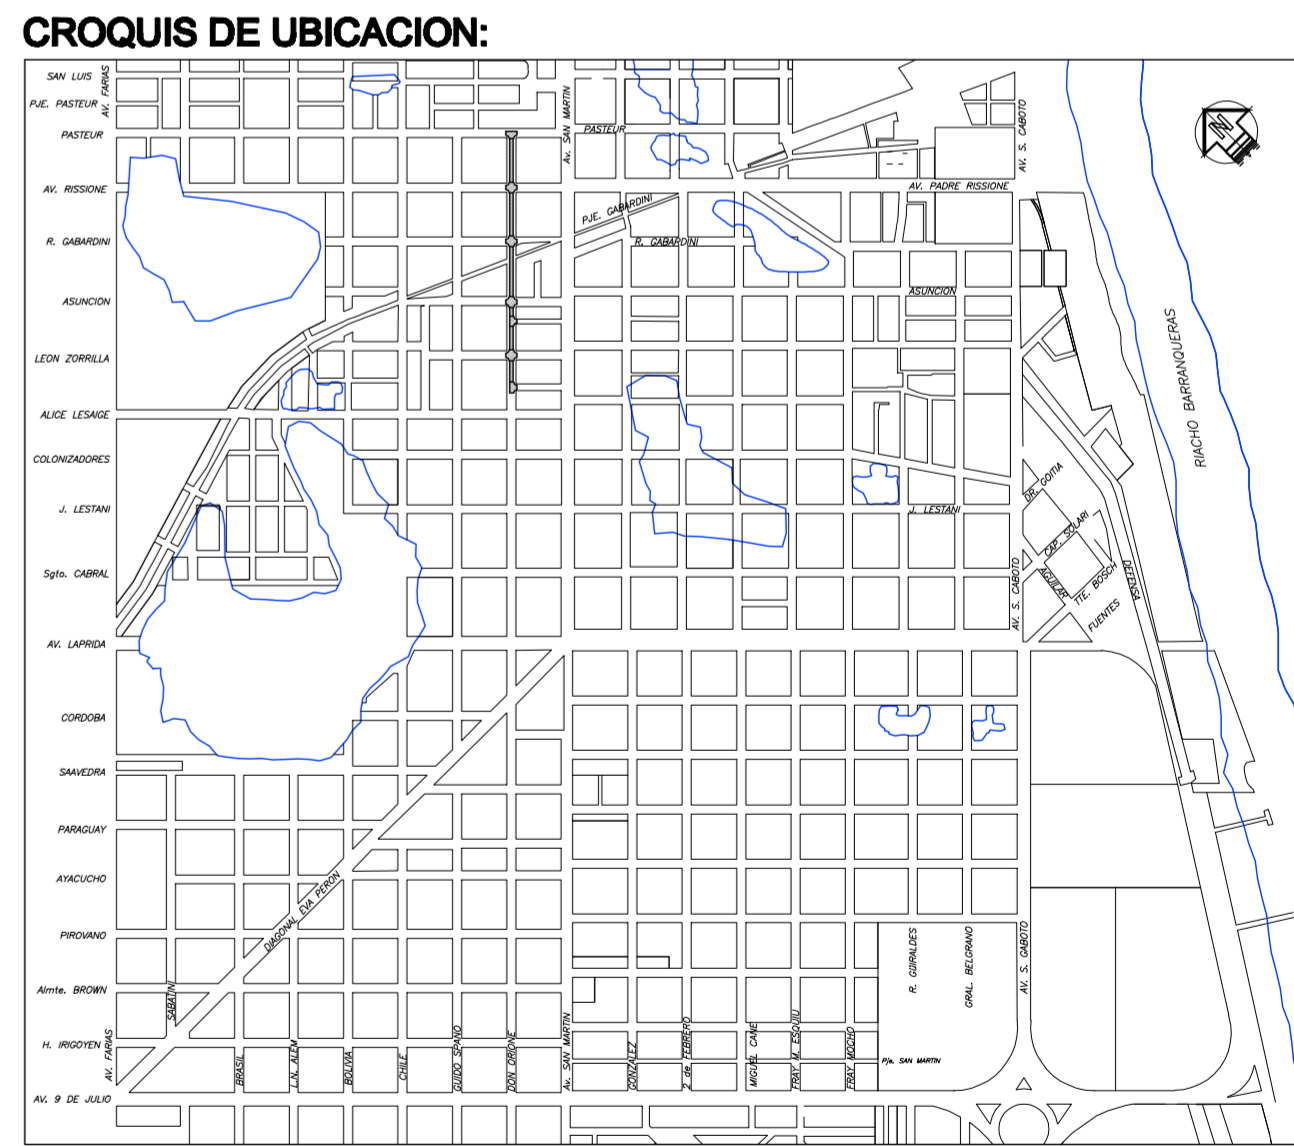 CROQUIS DE UBICACION:
SAN LUIS
AV. FARIAS
PJE. PASTEUR
PASTEUR
AV. RISSIONE
R. GABARDINI
ASUNCION
LEON ZORRILLA
ALICE LESAIGE
COLONIZADORES
J. LESTANI
Sgto. CABRAL
AV. LAPRIDA
CORDOBA
SAAVEDRA
PARAGUAY
AYACUCHO
PIROVANO
Almte. BROWN
H. IRIGOYEN
AV. FARIAS
AV. 9 DE JULIO
Av. SAN MARTIN
PASTEUR
PJE. GABARDINI
R. GABARDINI
AV. S. CABOTO
AV. PADRE RISSIONE
ASUNCION
N
RIACHO BARRANQUERAS
J. LESTANI
DR. GOITIA
CAP. SOLARI
AGUILAR
TTE. BOSCH
FUENTES
DEFENSA
AV. S. CABOTO
DIAGONAL EVA PERON
SABATINI
BRASIL
L.N. ALEM
BOLIVIA
CHILE
GUIDO SPANO
DON ORIONE
Av. SAN MARTIN
GONZALEZ
2 de FEBRERO
MIGUEL CANE
FRAY M. ESQUIU
FRAY MOCHO
R. GÜIRALDES
GRAL. BELGRANO
AV. S. GABOTO
Pje. SAN MARTIN